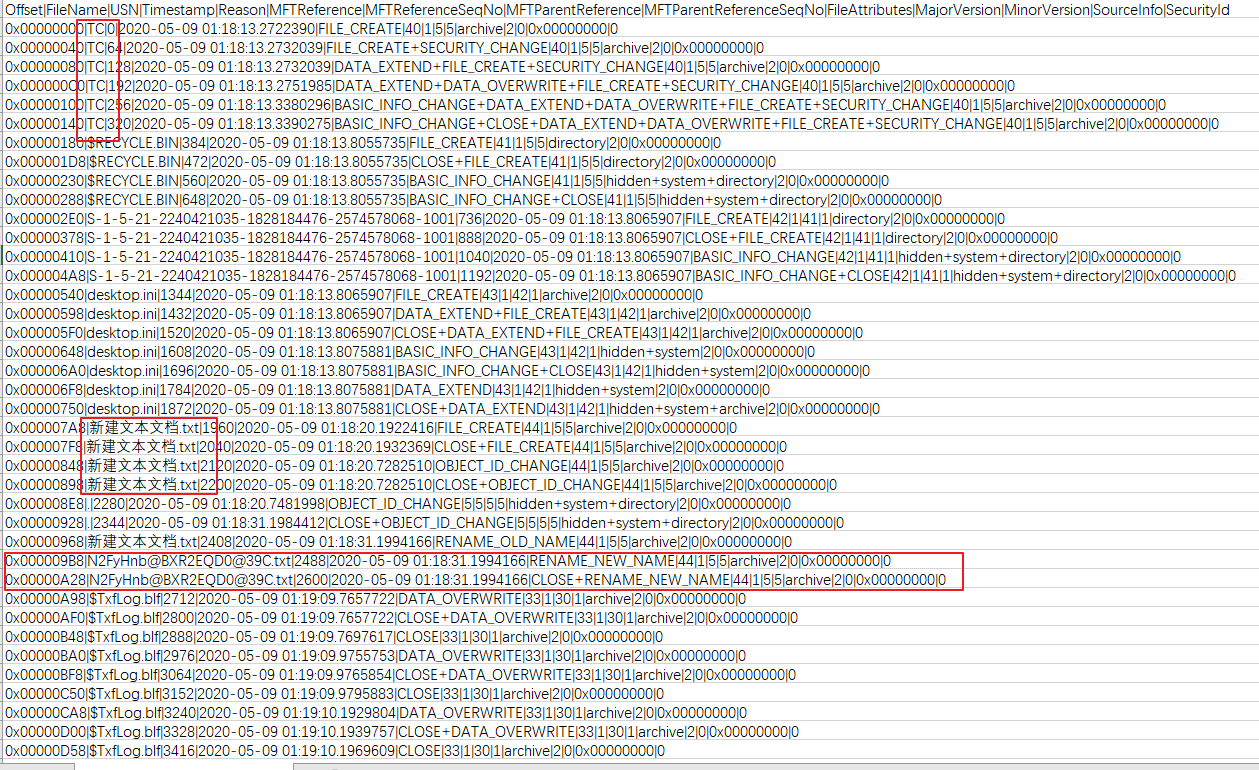 Offset|FileName|USN|Timestamp|Reason|MFTReference|MFTReferenceSeqNo|MFTParentReference|MFTParentReferenceSeqNo|FileAttributes|MajorVersion|MinorVersion|SourceInfo|SecurityId
0x00000000|TC|0|2020-05-09 01:18:13.2722390|FILE_CREATE|40|1|5|5|archive|2|0|0x00000000|0
0x00000040|TC|64|2020-05-09 01:18:13.2732039|FILE_CREATE+SECURITY_CHANGE|40|1|5|5|archive|2|0|0x00000000|0
0x00000080|TC|128|2020-05-09 01:18:13.2732039|DATA_EXTEND+FILE_CREATE+SECURITY_CHANGE|40|1|5|5|archive|2|0|0x00000000|0
0x000000C0|TC|192|2020-05-09 01:18:13.2751985|DATA_EXTEND+DATA_OVERWRITE+FILE_CREATE+SECURITY_CHANGE|40|1|5|5|archive|2|0|0x00000000|0
0x00000100|TC|256|2020-05-09 01:18:13.3380296|BASIC_INFO_CHANGE+DATA_EXTEND+DATA_OVERWRITE+FILE_CREATE+SECURITY_CHANGE|40|1|5|5|archive|2|0|0x00000000|0
0x00000140|TC|320|2020-05-09 01:18:13.3390275|BASIC_INFO_CHANGE+CLOSE+DATA_EXTEND+DATA_OVERWRITE+FILE_CREATE+SECURITY_CHANGE|40|1|5|5|archive|2|0|0x00000000|0
0x00000180|$RECYCLE.BIN|384|2020-05-09 01:18:13.8055735|FILE_CREATE|41|1|5|5|directory|2|0|0x00000000|0
0x000001D8|$RECYCLE.BIN|472|2020-05-09 01:18:13.8055735|CLOSE+FILE_CREATE|41|1|5|5|directory|2|0|0x00000000|0
0x00000230|$RECYCLE.BIN|560|2020-05-09 01:18:13.8055735|BASIC_INFO_CHANGE|41|1|5|5|hidden+system+directory|2|0|0x00000000|0
0x00000288|$RECYCLE.BIN|648|2020-05-09 01:18:13.8055735|BASIC_INFO_CHANGE+CLOSE|41|1|5|5|hidden+system+directory|2|0|0x00000000|0
0x000002E0|S-1-5-21-2240421035-1828184476-2574578068-1001|736|2020-05-09 01:18:13.8065907|FILE_CREATE|42|1|41|1|directory|2|0|0x00000000|0
0x00000378|S-1-5-21-2240421035-1828184476-2574578068-1001|888|2020-05-09 01:18:13.8065907|CLOSE+FILE_CREATE|42|1|41|1|directory|2|0|0x00000000|0
0x00000410|S-1-5-21-2240421035-1828184476-2574578068-1001|1040|2020-05-09 01:18:13.8065907|BASIC_INFO_CHANGE|42|1|41|1|hidden+system+directory|2|0|0x00000000|0
0x000004A8|S-1-5-21-2240421035-1828184476-2574578068-1001|1192|2020-05-09 01:18:13.8065907|BASIC_INFO_CHANGE+CLOSE|42|1|41|1|hidden+system+directory|2|0|0x00000000|0
0x00000540|desktop.ini|1344|2020-05-09 01:18:13.8065907|FILE_CREATE|43|1|42|1|archive|2|0|0x00000000|0
0x00000598|desktop.ini|1432|2020-05-09 01:18:13.8065907|DATA_EXTEND+FILE_CREATE|43|1|42|1|archive|2|0|0x00000000|0
0x000005F0|desktop.ini|1520|2020-05-09 01:18:13.8065907|CLOSE+DATA_EXTEND+FILE_CREATE|43|1|42|1|archive|2|0|0x00000000|0
0x00000648|desktop.ini|1608|2020-05-09 01:18:13.8075881|BASIC_INFO_CHANGE|43|1|42|1|hidden+system|2|0|0x00000000|0
0x000006A0|desktop.ini|1696|2020-05-09 01:18:13.8075881|BASIC_INFO_CHANGE+CLOSE|43|1|42|1|hidden+system|2|0|0x00000000|0
0x000006F8|desktop.ini|1784|2020-05-09 01:18:13.8075881|DATA_EXTEND|43|1|42|1|hidden+system|2|0|0x00000000|0
0x00000750|desktop.ini|1872|2020-05-09 01:18:13.8075881|CLOSE+DATA_EXTEND|43|1|42|1|hidden+system+archive|2|0|0x00000000|0
0x000007A8|新建文本文档.txt|1960|2020-05-09 01:18:20.1922416|FILE_CREATE|44|1|5|5|archive|2|0|0x00000000|0
0x000007F8|新建文本文档.txt|2040|2020-05-09 01:18:20.1932369|CLOSE+FILE_CREATE|44|1|5|5|archive|2|0|0x00000000|0
0x00000848|新建文本文档.txt|2120|2020-05-09 01:18:20.7282510|OBJECT_ID_CHANGE|44|1|5|5|archive|2|0|0x00000000|0
0x00000898|新建文本文档.txt|2200|2020-05-09 01:18:20.7282510|CLOSE+OBJECT_ID_CHANGE|44|1|5|5|archive|2|0|0x00000000|0
0x000008E8|.|2280|2020-05-09 01:18:20.7481998|OBJECT_ID_CHANGE|5|5|5|5|hidden+system+directory|2|0|0x00000000|0
0x00000928|.|2344|2020-05-09 01:18:31.1984412|CLOSE+OBJECT_ID_CHANGE|5|5|5|5|hidden+system+directory|2|0|0x00000000|0
0x00000968|新建文本文档.txt|2408|2020-05-09 01:18:31.1994166|RENAME_OLD_NAME|44|1|5|5|archive|2|0|0x00000000|0
0x000009B8|N2FyHnb@BXR2EQD0@39C.txt|2488|2020-05-09 01:18:31.1994166|RENAME_NEW_NAME|44|1|5|5|archive|2|0|0x00000000|0
0x00000A28|N2FyHnb@BXR2EQD0@39C.txt|2600|2020-05-09 01:18:31.1994166|CLOSE+RENAME_NEW_NAME|44|1|5|5|archive|2|0|0x00000000|0
0x00000A98|$TxfLog.blf|2712|2020-05-09 01:19:09.7657722|DATA_OVERWRITE|33|1|30|1|archive|2|0|0x00000000|0
0x00000AF0|$TxfLog.blf|2800|2020-05-09 01:19:09.7657722|CLOSE+DATA_OVERWRITE|33|1|30|1|archive|2|0|0x00000000|0
0x00000B48|$TxfLog.blf|2888|2020-05-09 01:19:09.7697617|CLOSE|33|1|30|1|archive|2|0|0x00000000|0
0x00000BA0|$TxfLog.blf|2976|2020-05-09 01:19:09.9755753|DATA_OVERWRITE|33|1|30|1|archive|2|0|0x00000000|0
0x00000BF8|$TxfLog.blf|3064|2020-05-09 01:19:09.9765854|CLOSE+DATA_OVERWRITE|33|1|30|1|archive|2|0|0x00000000|0
0x00000C50|$TxfLog.blf|3152|2020-05-09 01:19:09.9795883|CLOSE|33|1|30|1|archive|2|0|0x00000000|0
0x00000CA8|$TxfLog.blf|3240|2020-05-09 01:19:10.1929804|DATA_OVERWRITE|33|1|30|1|archive|2|0|0x00000000|0
0x00000D00|$TxfLog.blf|3328|2020-05-09 01:19:10.1939757|CLOSE+DATA_OVERWRITE|33|1|30|1|archive|2|0|0x00000000|0
0x00000D58|$TxfLog.blf|3416|2020-05-09 01:19:10.1969609|CLOSE|33|1|30|1|archive|2|0|0x00000000|0